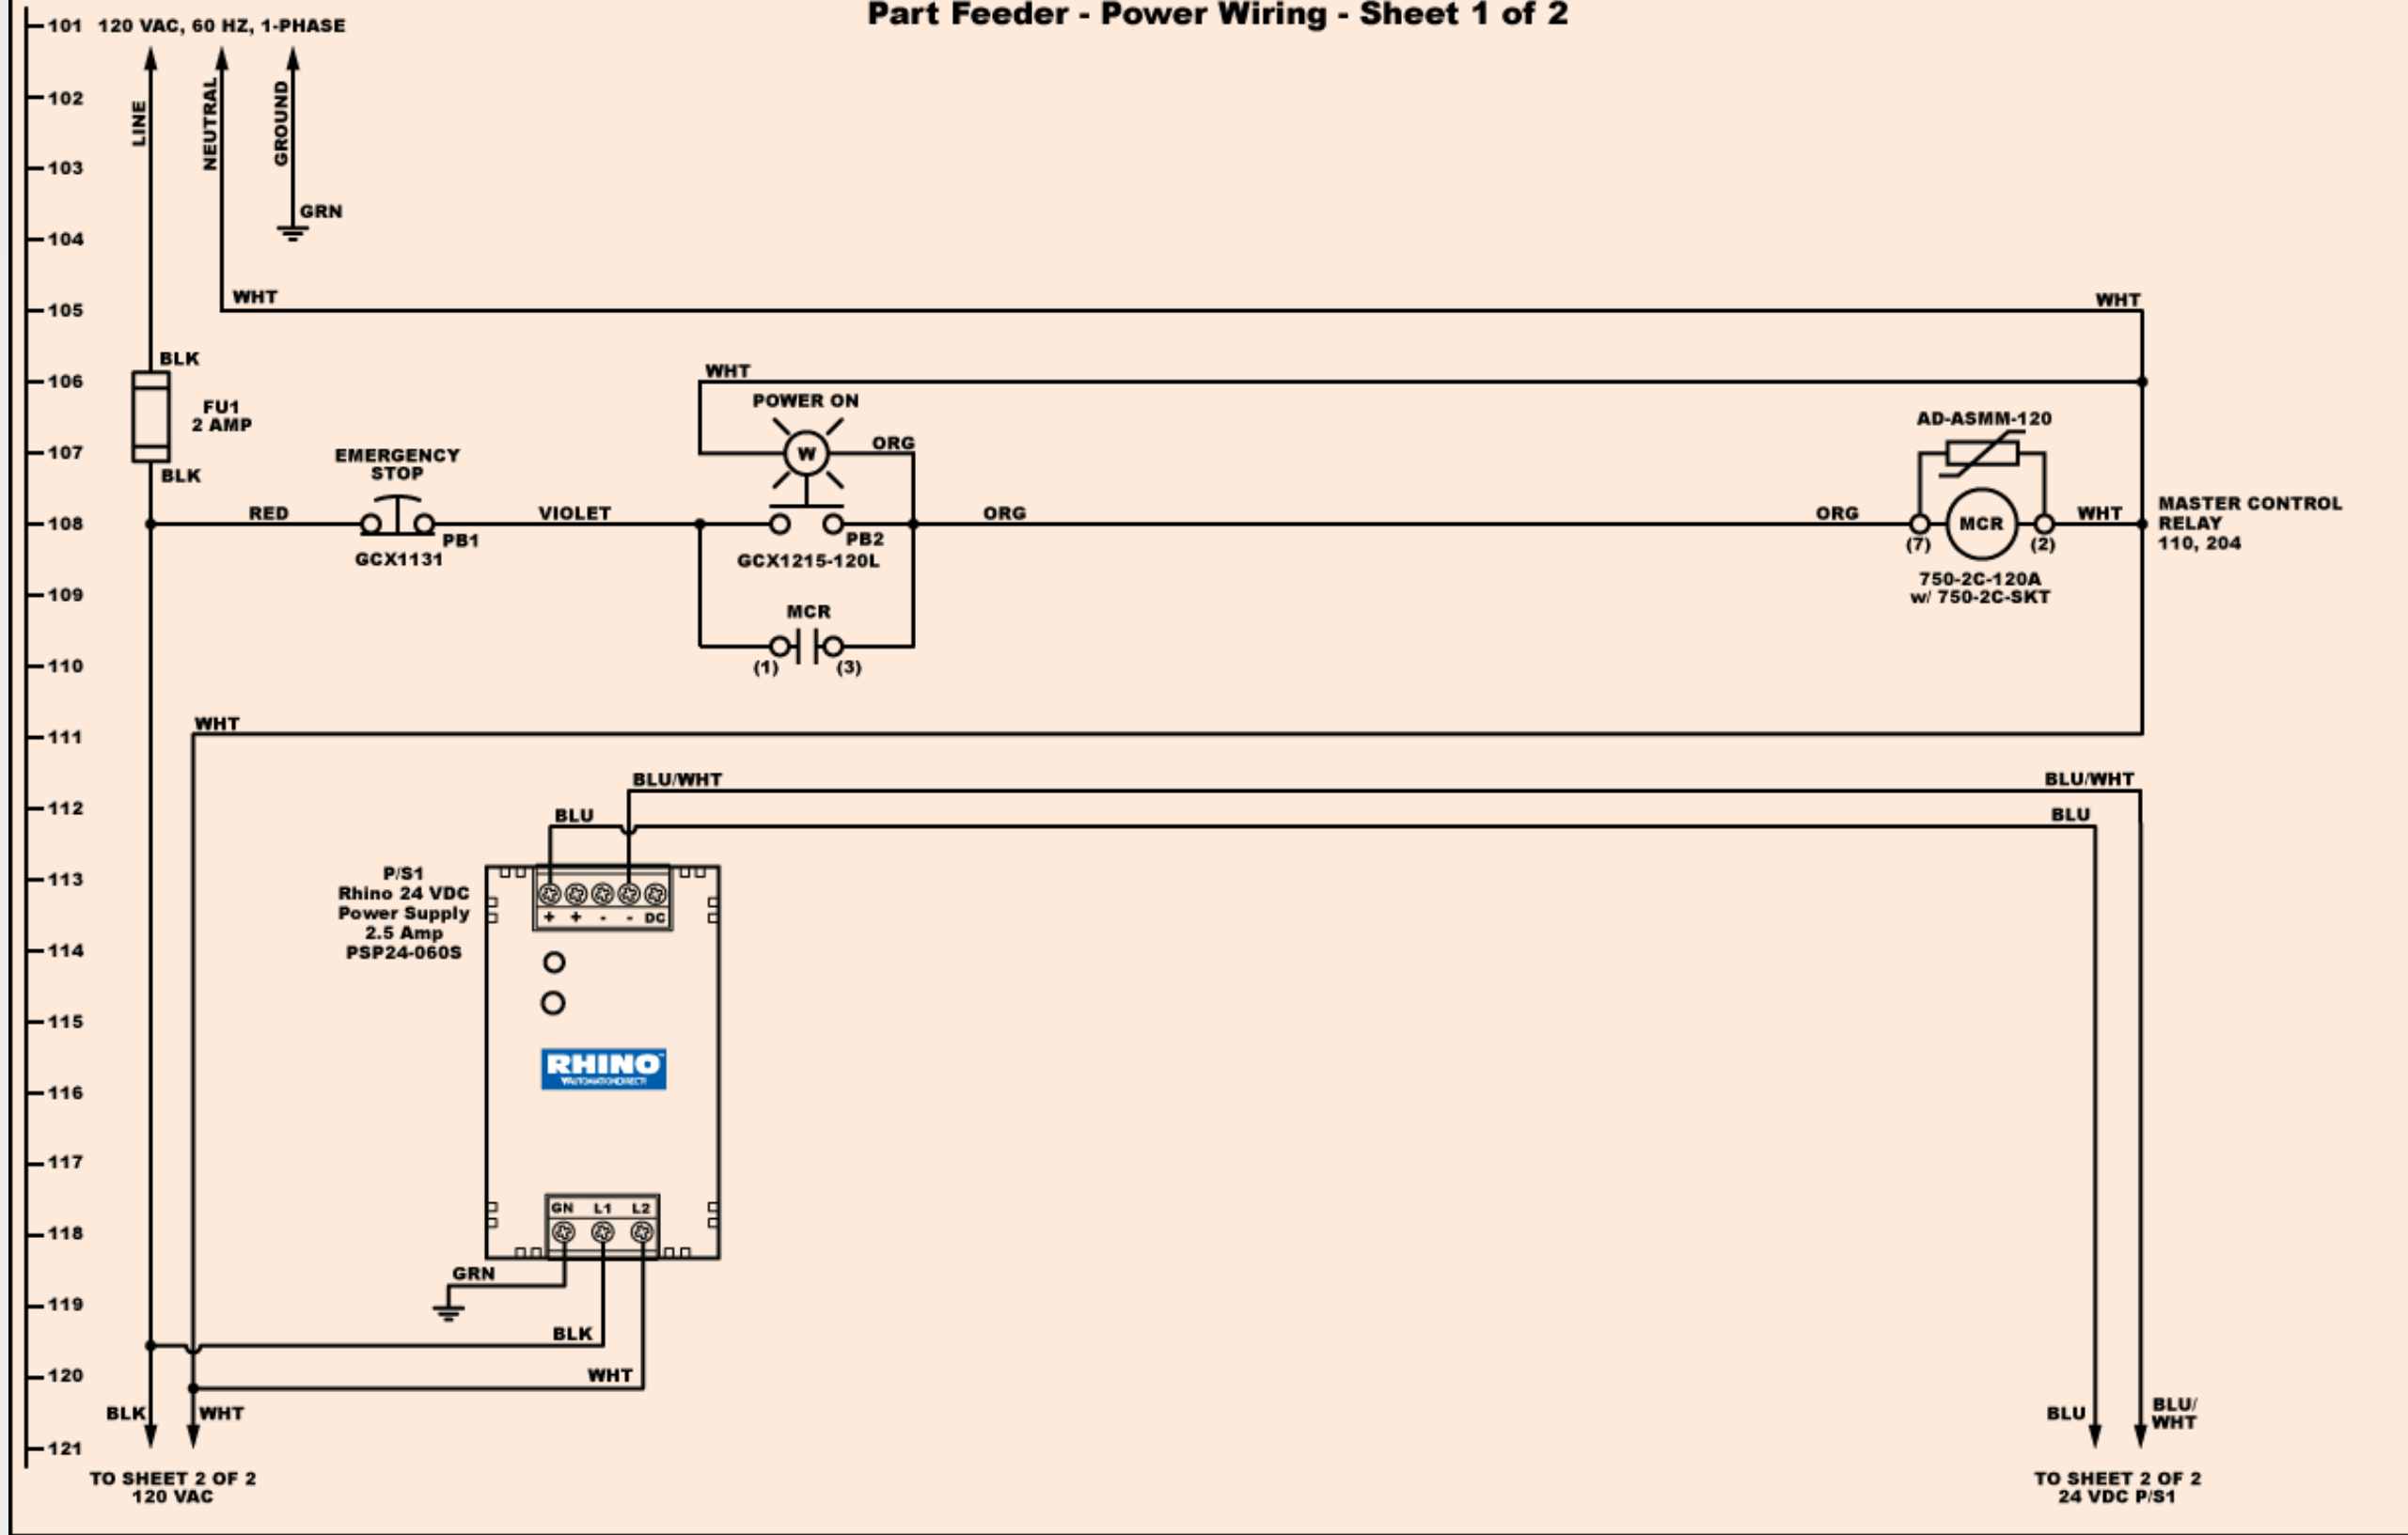 Part Feeder - Power Wiring - Sheet 1 of 2
101
120 VAC, 60 HZ, 1-PHASE
102
LINE
NEUTRAL
GROUND
103
GRN
104
WHT
WHT
105
BLK
106
WHT
POWER ON
FU1
2 AMP
AD-ASMM-120
107
W
ORG
BLK
EMERGENCY
STOP
108
RED
VIOLET
ORG
ORG
MCR
WHT
MASTER CONTROL
RELAY
110, 204
PB1
GCX1131
PB2
GCX1215-120L
(7)
(2)
750-2C-120A
w/ 750-2C-SKT
109
MCR
110
(1)
(3)
111
WHT
BLU/WHT
BLU/WHT
112
BLU
BLU
113
P/S1
Rhino 24 VDC
Power Supply
2.5 Amp
PSP24-060S
+ + - - DC
114
115
RHINO
AUTOMATIONDIRECT
116
117
118
GN L1 L2
GRN
119
BLK
120
WHT
BLK
WHT
BLU
BLU/
WHT
121
TO SHEET 2 OF 2
120 VAC
TO SHEET 2 OF 2
24 VDC P/S1